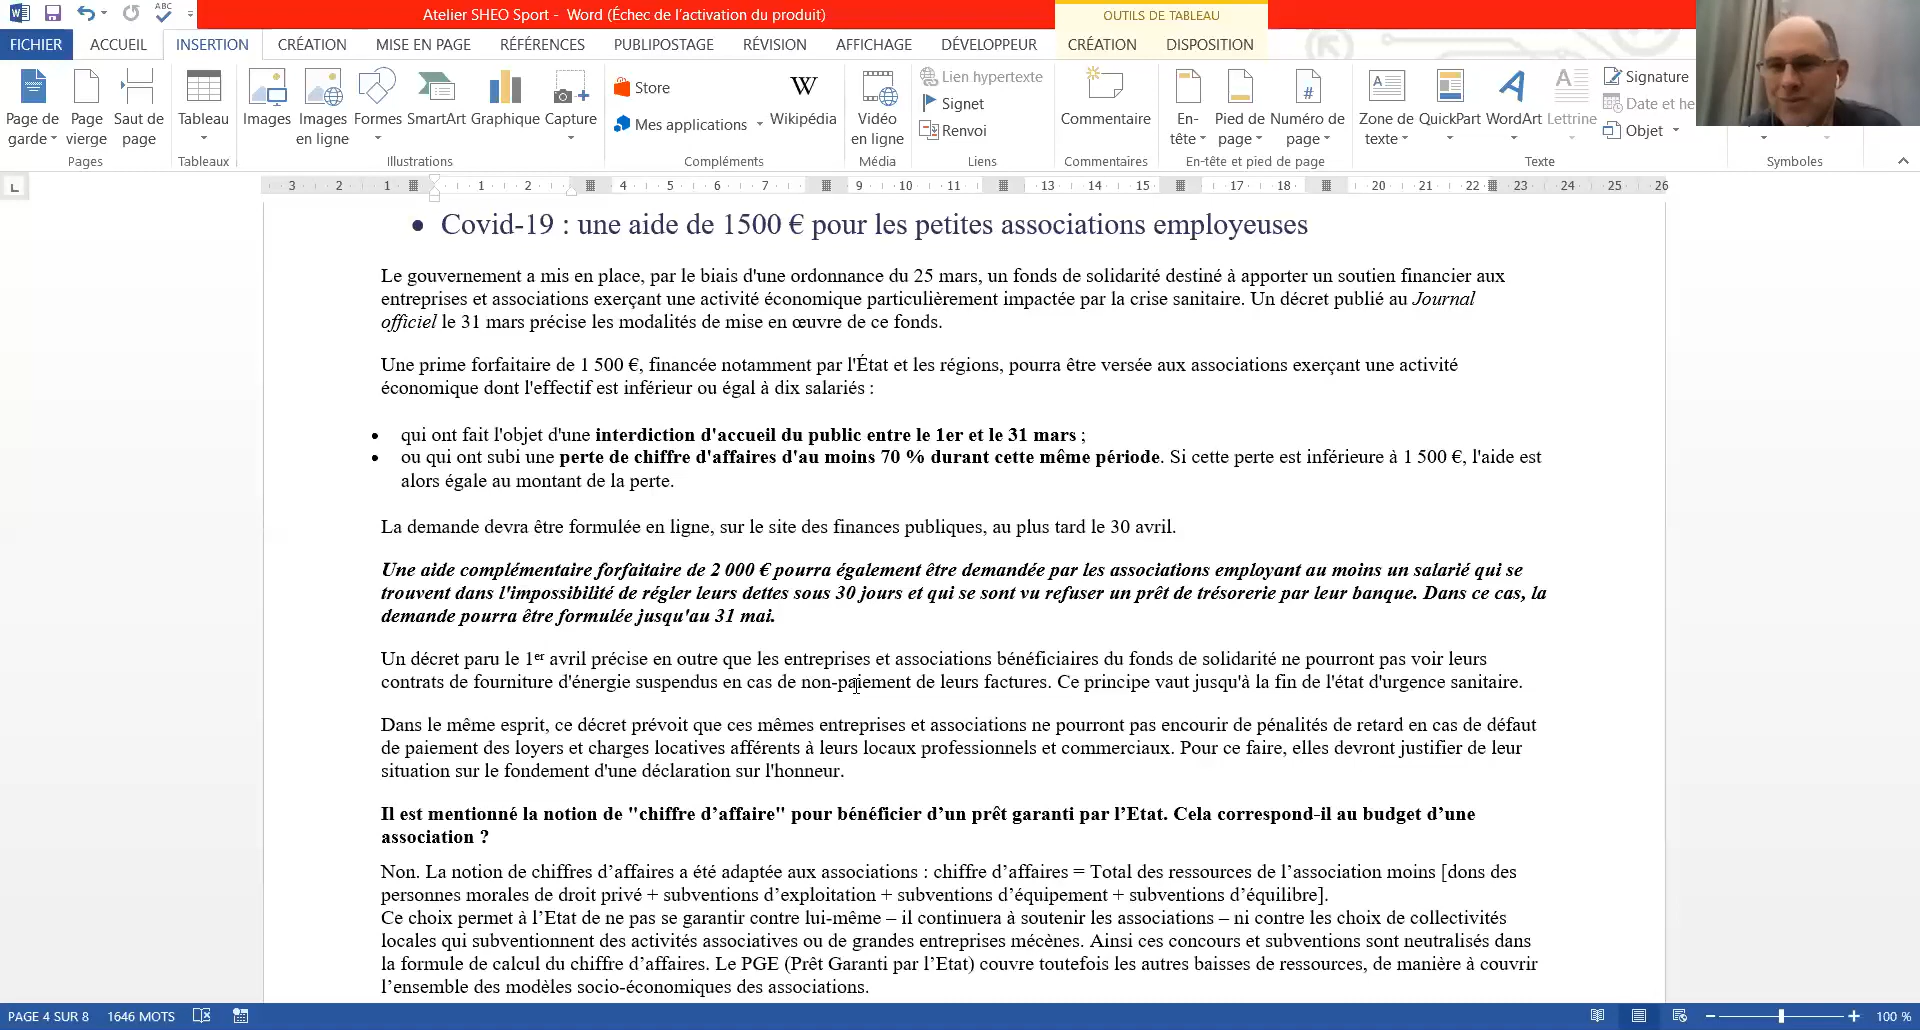 Atelier SHEO Sport - Word (Échec de l'activation du produit)
OUTILS DE TABLEAU
FICHIER ACCUEIL INSERTION CRÉATION MISE EN PAGE RÉFÉRENCES PUBLIPOSTAGE RÉVISION AFFICHAGE DÉVELOPPEUR CRÉATION DISPOSITION
Page de garde
Page vierge
Saut de page
Pages
Tableau
Tableaux
Images
Images en ligne
Formes
SmartArt
Graphique
Capture
Illustrations
Store
Mes applications
W
Wikipédia
Compléments
Vidéo en ligne
Média
Lien hypertexte
Signet
Renvoi
Liens
Commentaire
Commentaires
En-tête
Pied de page
Numéro de page
En-tête et pied de page
Zone de texte
QuickPart
WordArt
Lettrine
Signature
Date et he
Objet
Texte
Symboles
3 2 1 1 2 4 5 6 7 9 10 11 13 14 15 17 18 20 21 22 23 24 25 26
• Covid-19 : une aide de 1500 € pour les petites associations employeuses
Le gouvernement a mis en place, par le biais d'une ordonnance du 25 mars, un fonds de solidarité destiné à apporter un soutien financier aux
entreprises et associations exerçant une activité économique particulièrement impactée par la crise sanitaire. Un décret publié au Journal
officiel le 31 mars précise les modalités de mise en œuvre de ce fonds.
Une prime forfaitaire de 1 500 €, financée notamment par l'État et les régions, pourra être versée aux associations exerçant une activité
économique dont l'effectif est inférieur ou égal à dix salariés :
• qui ont fait l'objet d'une interdiction d'accueil du public entre le 1er et le 31 mars ;
• ou qui ont subi une perte de chiffre d'affaires d'au moins 70 % durant cette même période. Si cette perte est inférieure à 1 500 €, l'aide est
alors égale au montant de la perte.
La demande devra être formulée en ligne, sur le site des finances publiques, au plus tard le 30 avril.
Une aide complémentaire forfaitaire de 2 000 € pourra également être demandée par les associations employant au moins un salarié qui se
trouvent dans l'impossibilité de régler leurs dettes sous 30 jours et qui se sont vu refuser un prêt de trésorerie par leur banque. Dans ce cas, la
demande pourra être formulée jusqu'au 31 mai.
Un décret paru le 1er avril précise en outre que les entreprises et associations bénéficiaires du fonds de solidarité ne pourront pas voir leurs
contrats de fourniture d'énergie suspendus en cas de non-paiement de leurs factures. Ce principe vaut jusqu'à la fin de l'état d'urgence sanitaire.
Dans le même esprit, ce décret prévoit que ces mêmes entreprises et associations ne pourront pas encourir de pénalités de retard en cas de défaut
de paiement des loyers et charges locatives afférents à leurs locaux professionnels et commerciaux. Pour ce faire, elles devront justifier de leur
situation sur le fondement d'une déclaration sur l'honneur.
Il est mentionné la notion de "chiffre d’affaire" pour bénéficier d’un prêt garanti par l’Etat. Cela correspond-il au budget d’une
association ?
Non. La notion de chiffres d’affaires a été adaptée aux associations : chiffre d’affaires = Total des ressources de l’association moins [dons des
personnes morales de droit privé + subventions d’exploitation + subventions d’équipement + subventions d’équilibre].
Ce choix permet à l’Etat de ne pas se garantir contre lui-même – il continuera à soutenir les associations – ni contre les choix de collectivités
locales qui subventionnent des activités associatives ou de grandes entreprises mécènes. Ainsi ces concours et subventions sont neutralisés dans
la formule de calcul du chiffre d’affaires. Le PGE (Prêt Garanti par l’Etat) couvre toutefois les autres baisses de ressources, de manière à couvrir
l’ensemble des modèles socio-économiques des associations.
PAGE 4 SUR 8 1646 MOTS 100 %